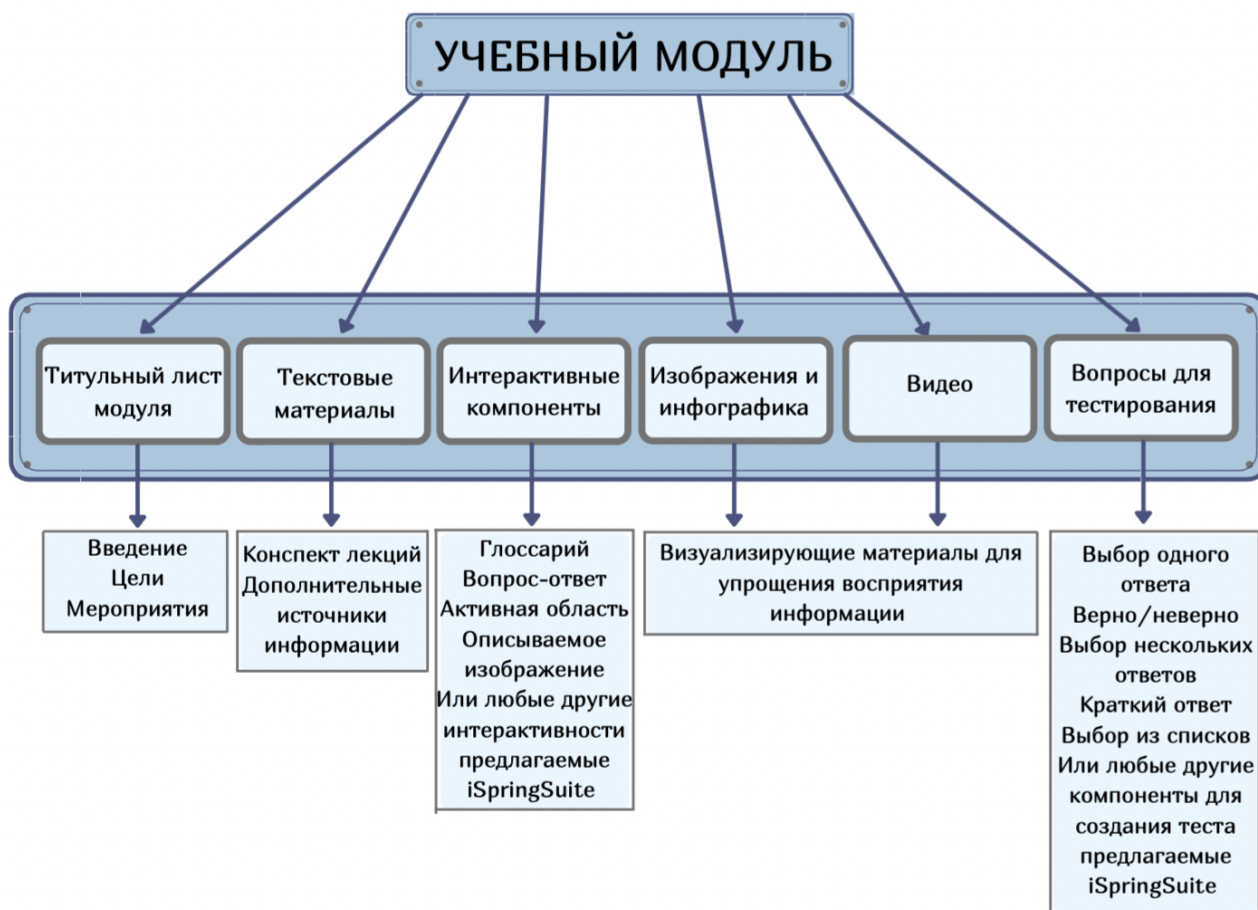 УЧЕБНЫЙ МОДУЛЬ
Титульный лист
модуля
Текстовые
материалы
Интерактивные
компоненты
Изображения и
инфографика
Видео
Вопросы для
тестирования
Введение
Цели
Мероприятия
Конспект лекций
Дополнительные
источники
информации
Глоссарий
Вопрос-ответ
Активная область
Описываемое
изображение
Или любые другие
интерактивности
предлагаемые
iSpringSuite
Визуализирующие материалы для
упрощения восприятия
информации
Выбор одного
ответа
Верно/неверно
Выбор нескольких
ответов
Краткий ответ
Выбор из списков
Или любые другие
компоненты для
создания теста
предлагаемые
iSpringSuite